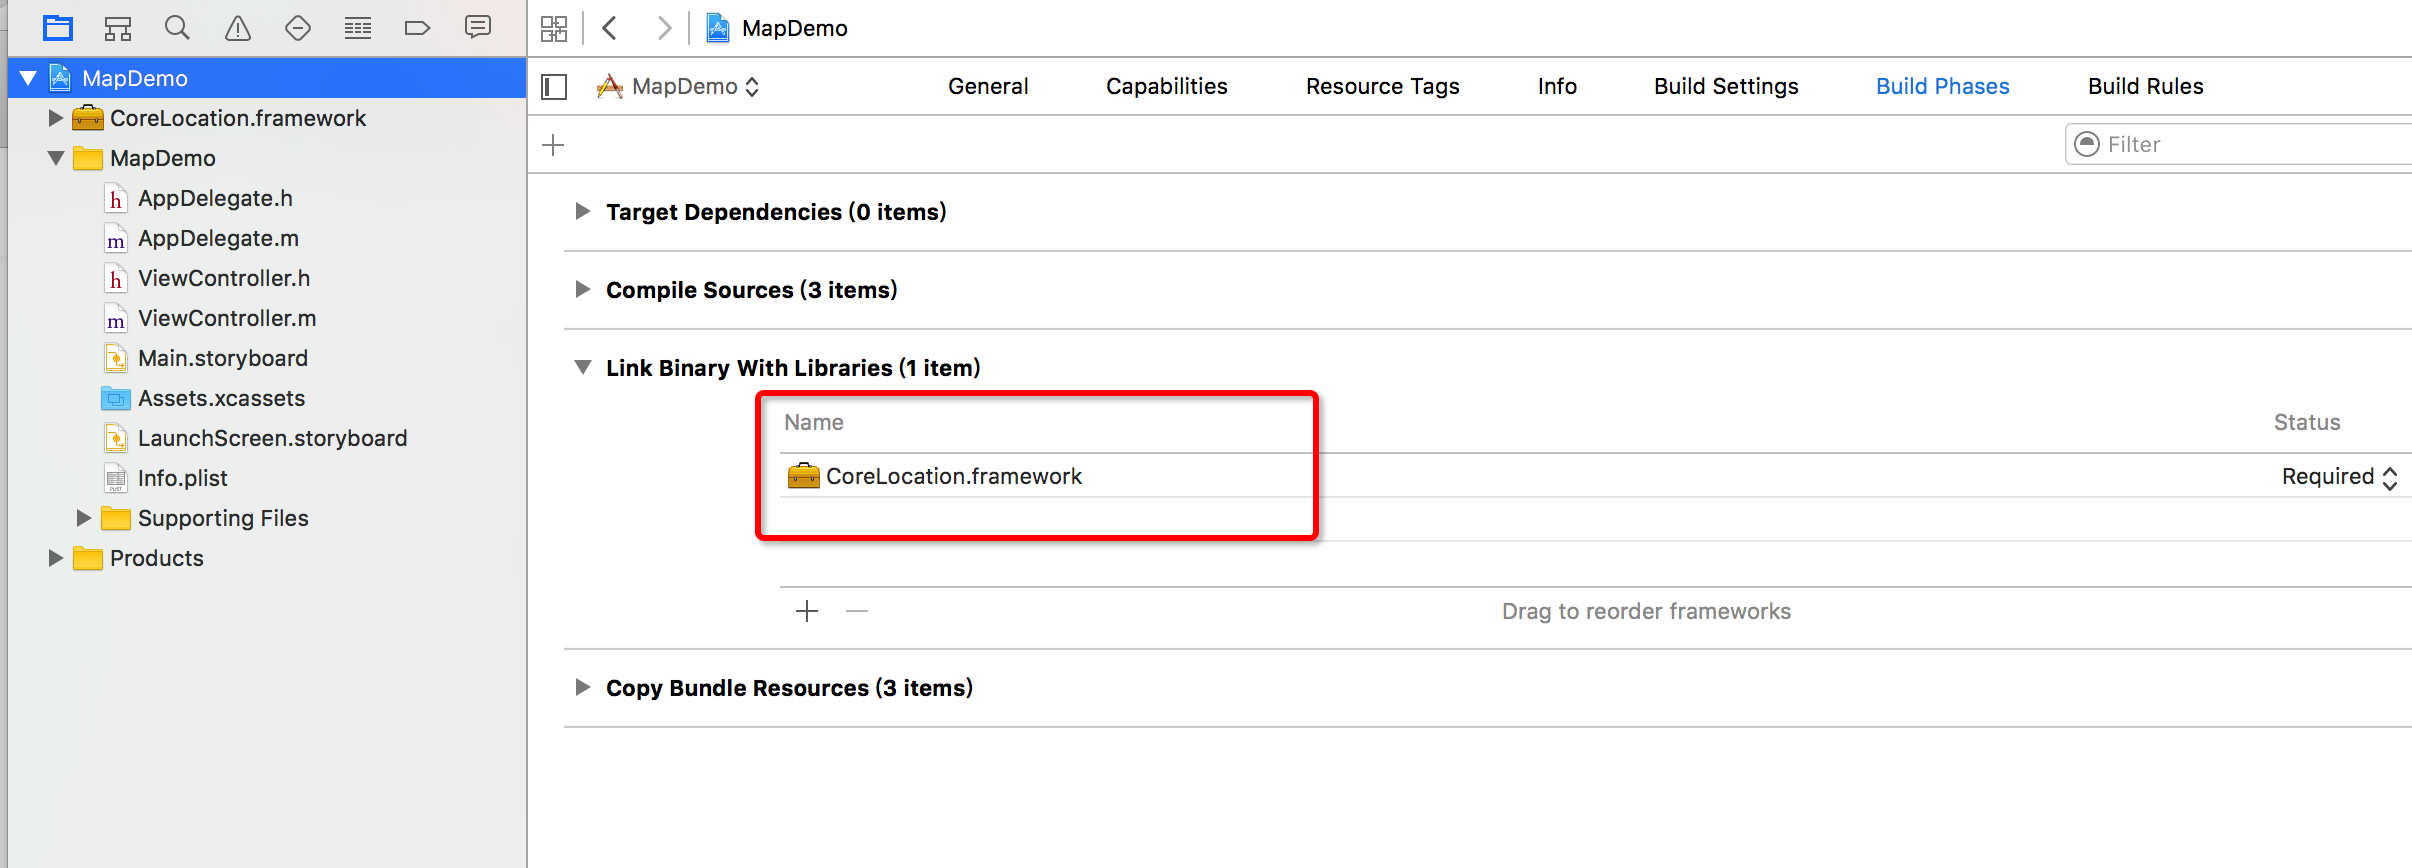 MapDemo
MapDemo
CoreLocation.framework
MapDemo
AppDelegate.h
AppDelegate.m
ViewController.h
ViewController.m
Main.storyboard
Assets.xcassets
LaunchScreen.storyboard
Info.plist
Supporting Files
Products
MapDemo General Capabilities Resource Tags Info Build Settings Build Phases Build Rules
Filter
Target Dependencies (0 items)
Compile Sources (3 items)
Link Binary With Libraries (1 item)
Name Status
CoreLocation.framework Required
Drag to reorder frameworks
Copy Bundle Resources (3 items)